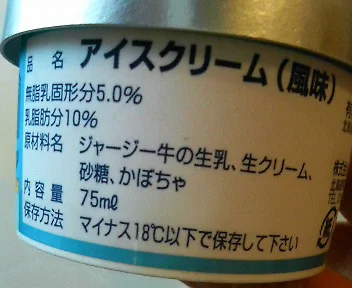 品名 アイスクリーム(風味)
無脂乳固形分5.0%
乳脂肪分10%
原材料名 ジャージー牛の生乳、生クリーム、
砂糖、かぼちゃ
内容量 75mℓ
保存方法 マイナス18℃以下で保存して下さい